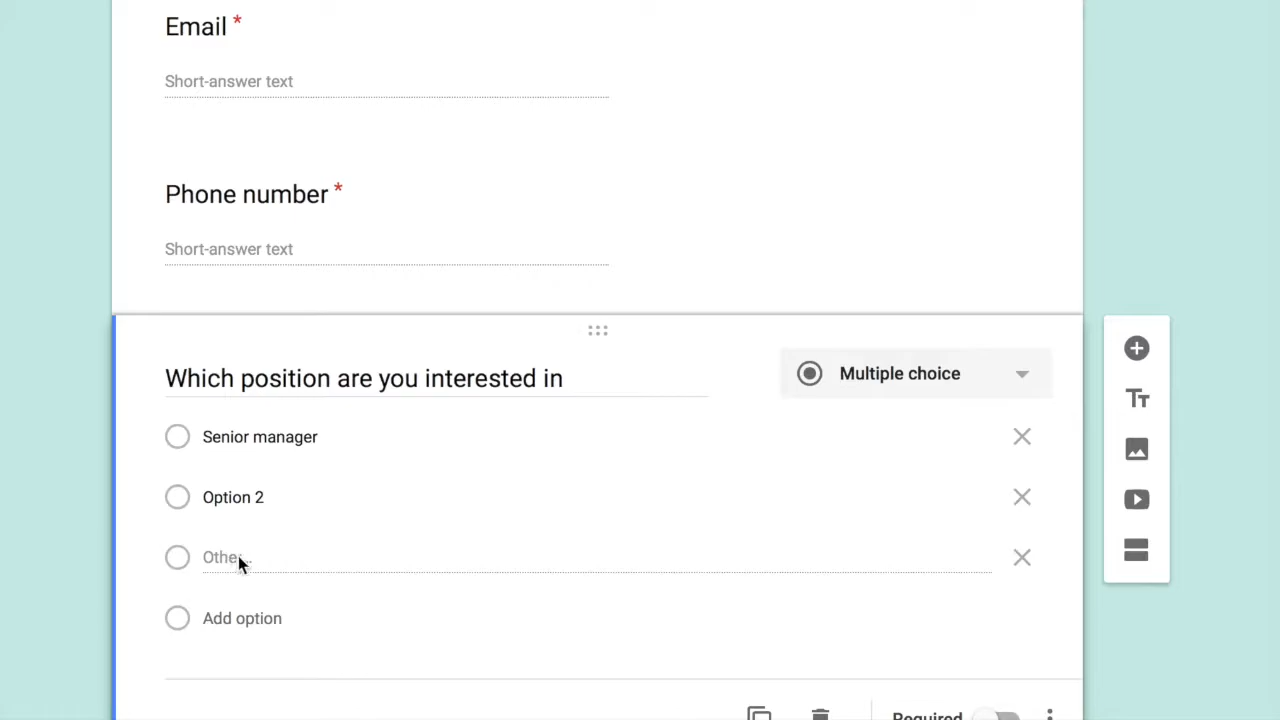 Email *
Short-answer text
Phone number *
Short-answer text
Which position are you interested in
Multiple choice
Senior manager
Option 2
Other...
Add option
Required